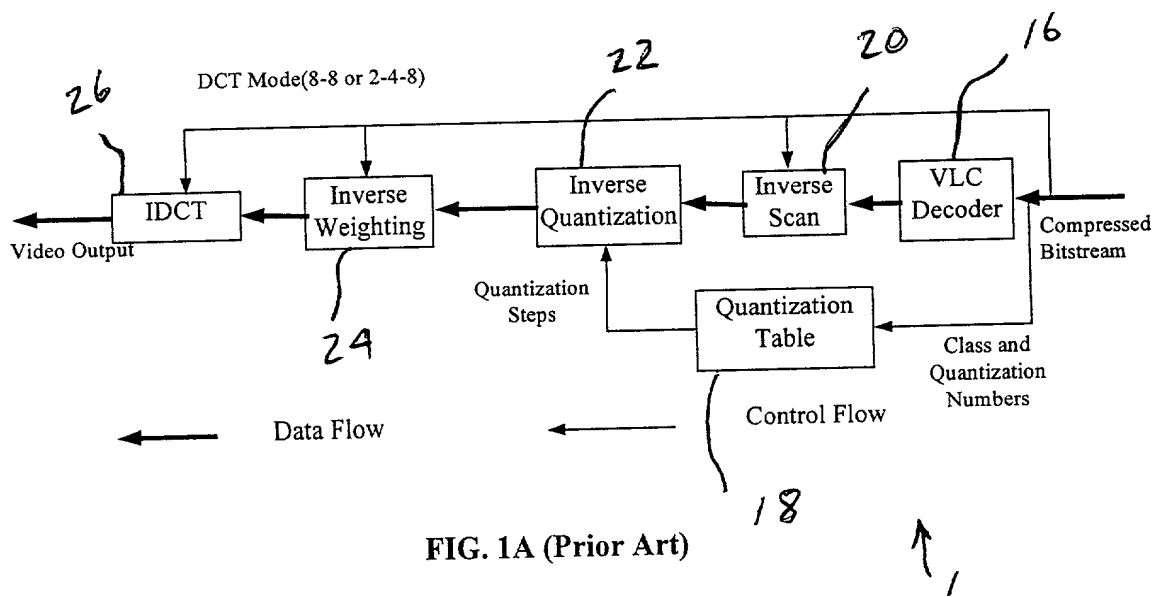 16
20
22
26
DCT Mode(8-8 or 2-4-8)
IDCT
Inverse
Weighting
Inverse
Quantization
Inverse
Scan
VLC
Decoder
Video Output
Compressed
Bitstream
Quantization
Steps
Quantization
Table
24
Class and
Quantization
Numbers
Data Flow
Control Flow
18
FIG. 1A (Prior Art)
1